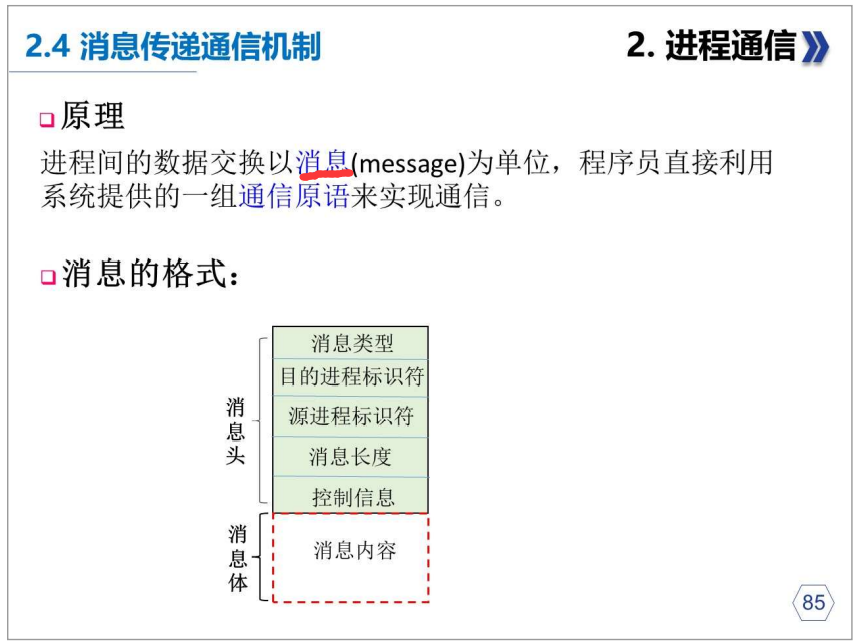 2.4 消息传递通信机制
2. 进程通信
原理
进程间的数据交换以消息(message)为单位，程序员直接利用
系统提供的一组通信原语来实现通信。
消息的格式：
消息类型
目的进程标识符
源进程标识符
消息长度
控制信息
消息头
消息内容
消息体
85